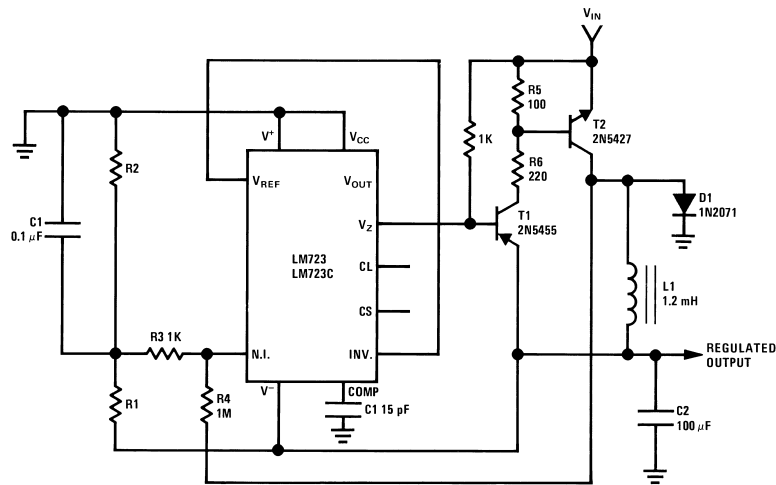 V_IN
R5
100
T2
2N5427
1K
V+
V_CC
R2
R6
220
V_REF
V_OUT
D1
1N2071
C1
0.1 μF
V_Z
T1
2N5455
LM723
LM723C
CL
L1
1.2 mH
CS
R3 1K
N.I.
INV.
REGULATED
OUTPUT
R1
R4
1M
V−
COMP
C1 15 pF
C2
100 μF